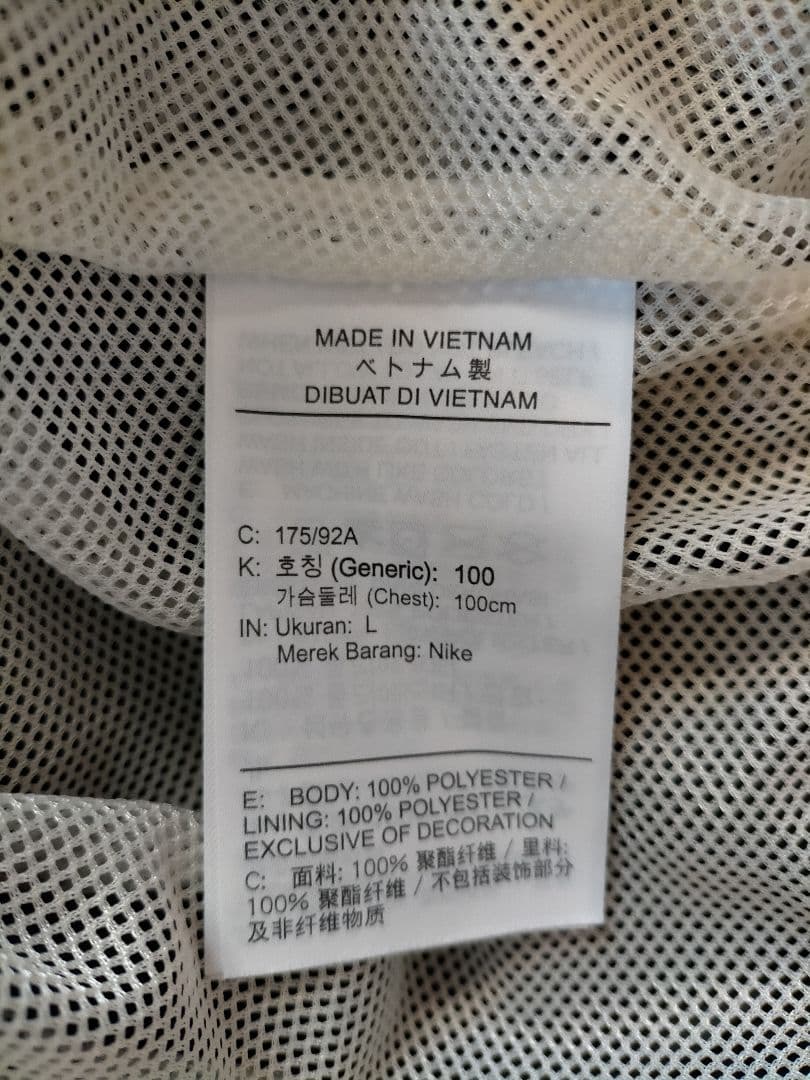 MADE IN VIETNAM
ベトナム製
DIBUAT DI VIETNAM
C: 175/92A
K: 호칭 (Generic): 100
가슴둘레 (Chest): 100cm
IN: Ukuran: L
Merek Barang: Nike
E: BODY: 100% POLYESTER /
LINING: 100% POLYESTER /
EXCLUSIVE OF DECORATION
C: 面料: 100% 聚酯纤维 / 里料:
100% 聚酯纤维 / 不包括装饰部分
及非纤维物质